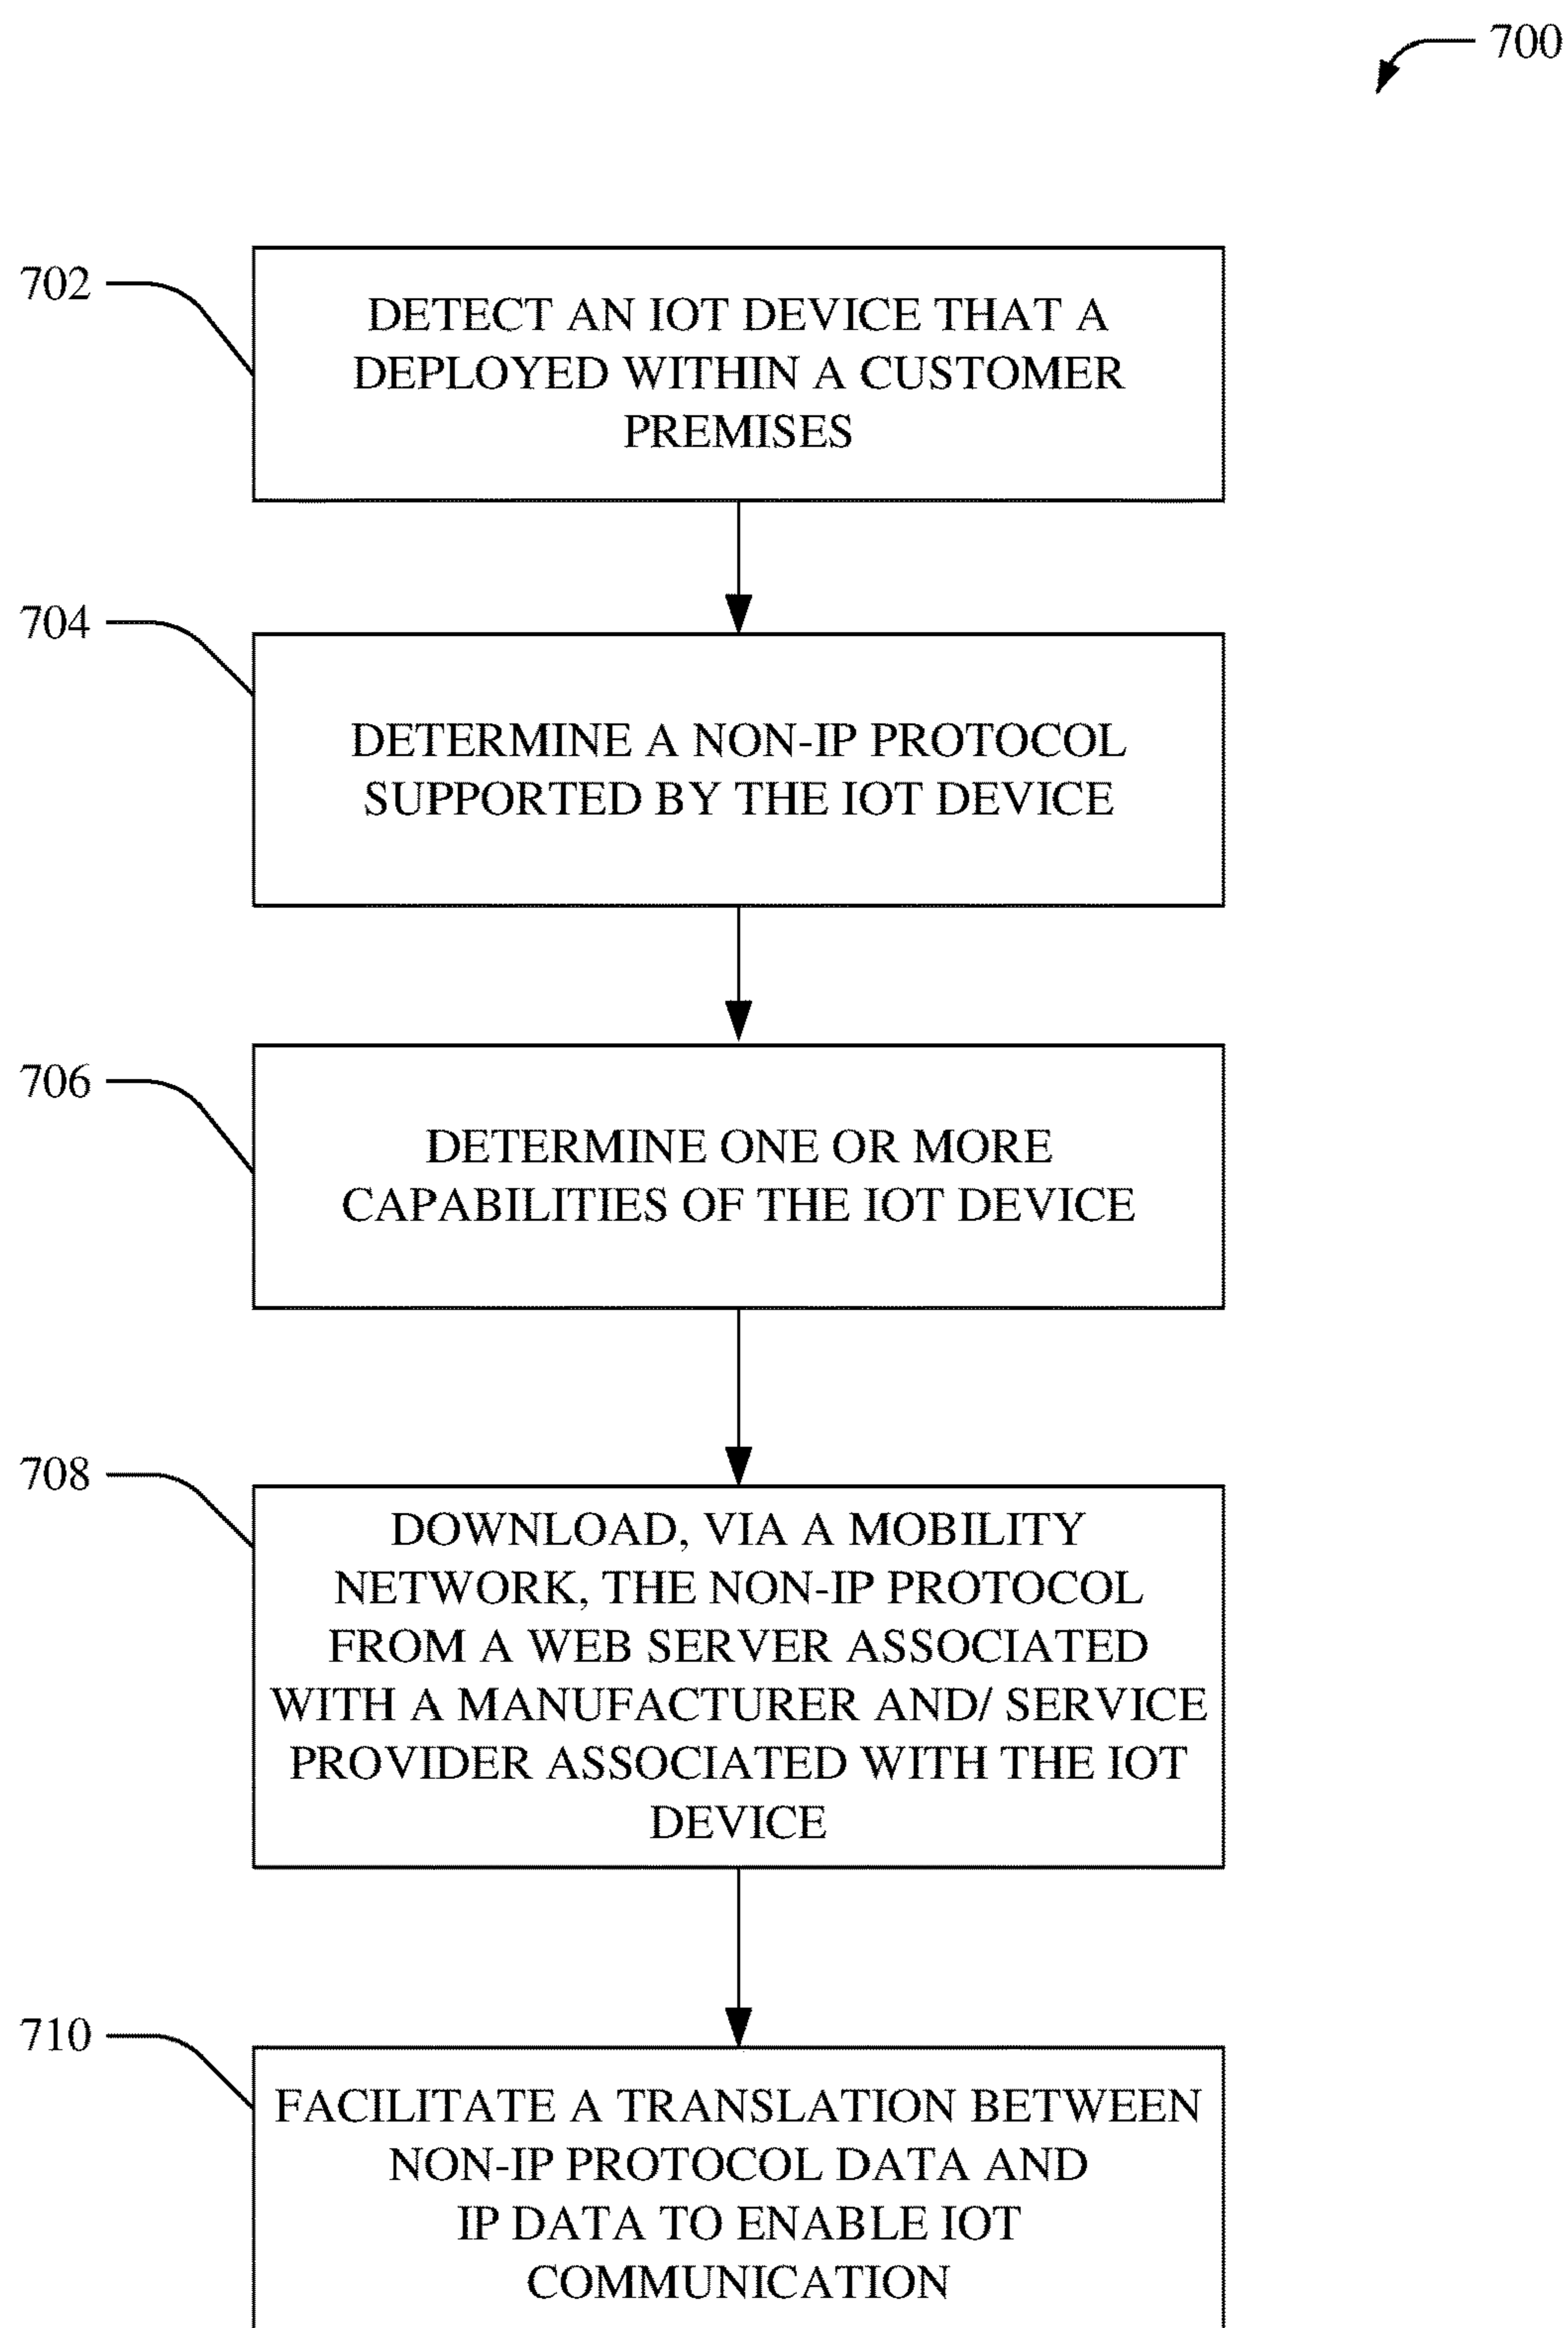 700
702
DETECT AN IOT DEVICE THAT A
DEPLOYED WITHIN A CUSTOMER
PREMISES
704
DETERMINE A NON-IP PROTOCOL
SUPPORTED BY THE IOT DEVICE
706
DETERMINE ONE OR MORE
CAPABILITIES OF THE IOT DEVICE
708
DOWNLOAD, VIA A MOBILITY
NETWORK, THE NON-IP PROTOCOL
FROM A WEB SERVER ASSOCIATED
WITH A MANUFACTURER AND/ SERVICE
PROVIDER ASSOCIATED WITH THE IOT
DEVICE
710
FACILITATE A TRANSLATION BETWEEN
NON-IP PROTOCOL DATA AND
IP DATA TO ENABLE IOT
COMMUNICATION